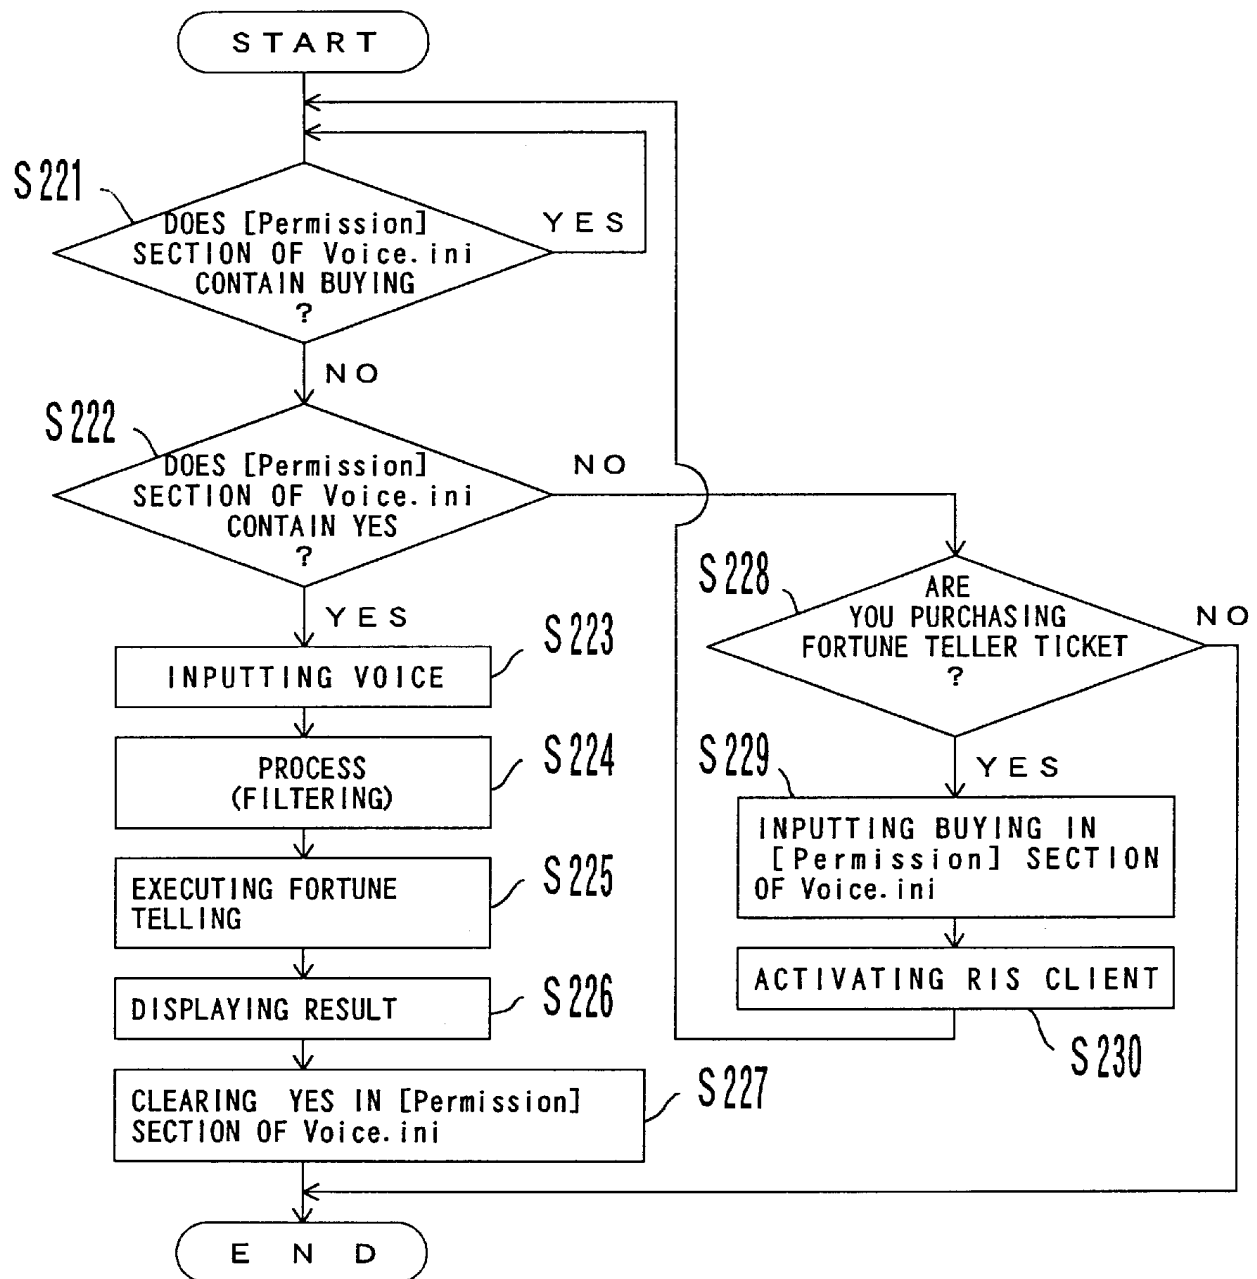 START
S221
DOES [Permission]
SECTION OF Voice.ini
CONTAIN BUYING
?
YES
NO
S222
DOES [Permission]
SECTION OF Voice.ini
CONTAIN YES
?
NO
YES
S223
INPUTTING VOICE
S224
PROCESS
(FILTERING)
S225
EXECUTING FORTUNE
TELLING
S226
DISPLAYING RESULT
S227
CLEARING YES IN [Permission]
SECTION OF Voice.ini
S228
ARE
YOU PURCHASING
FORTUNE TELLER TICKET
?
NO
YES
S229
INPUTTING BUYING IN
[Permission] SECTION
OF Voice.ini
ACTIVATING RIS CLIENT
S230
END